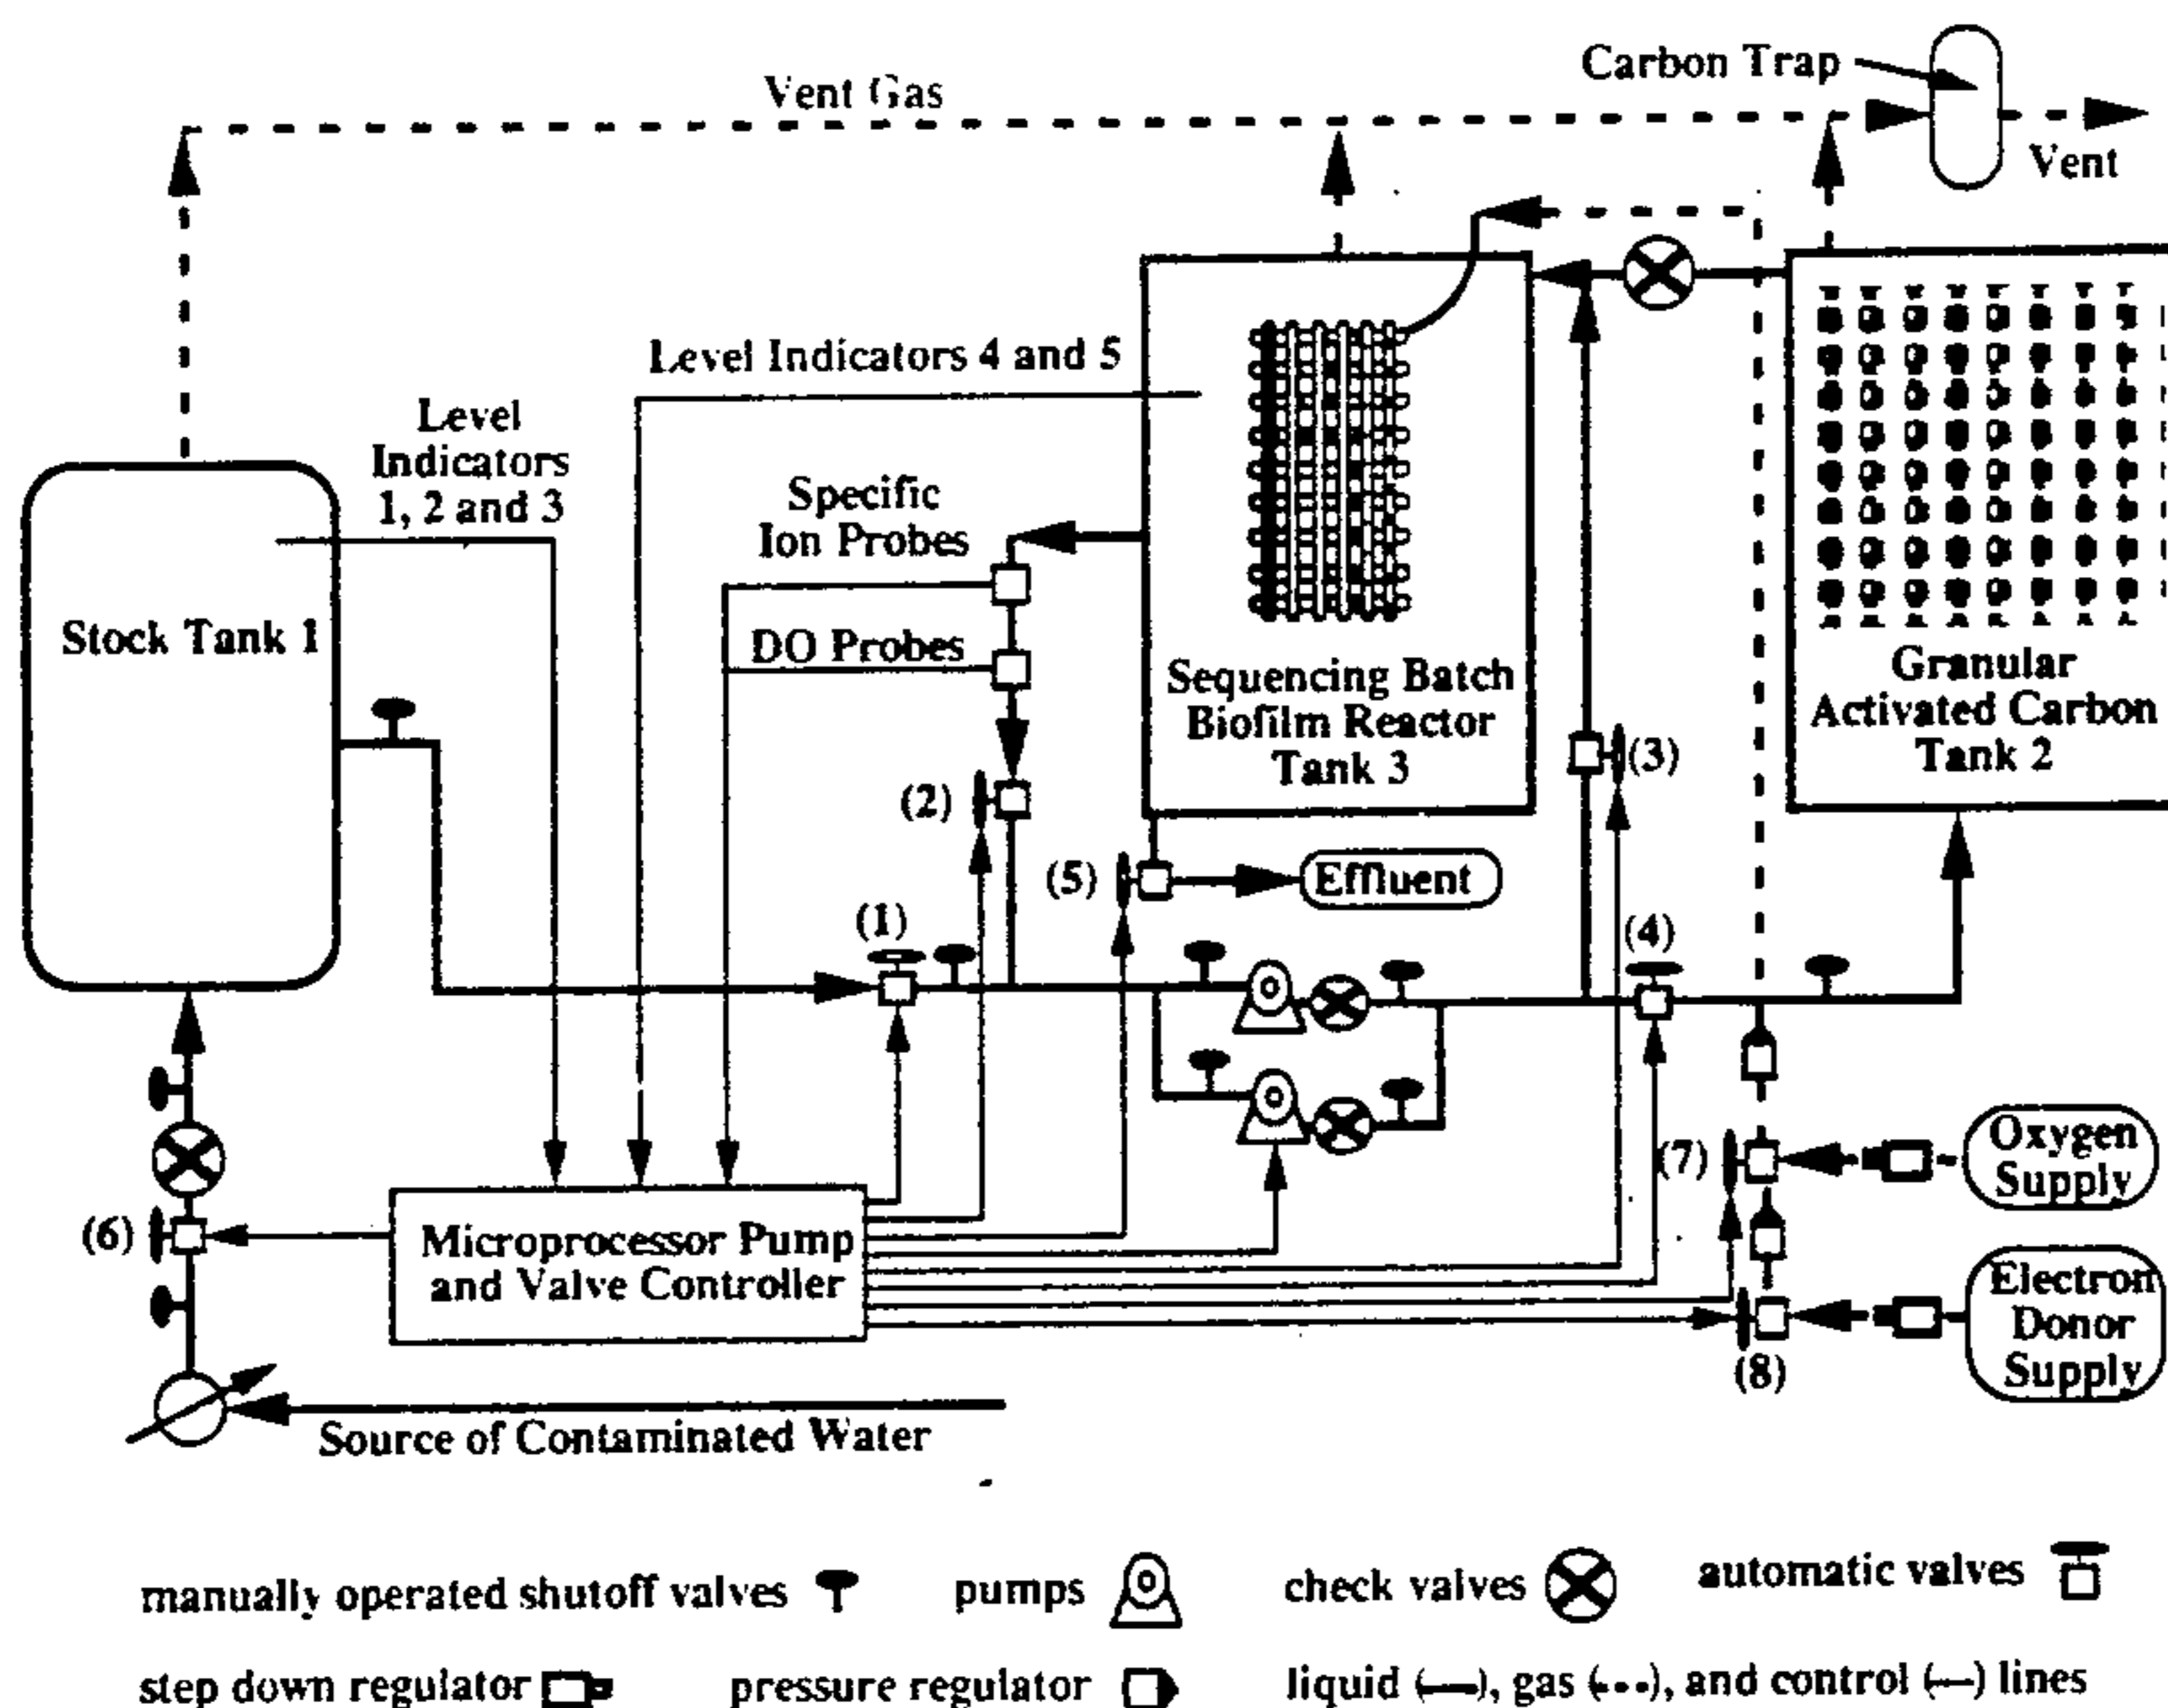 Carbon Trap
Vent Gas
Vent
Level Indicators 4 and 5
Level
Indicators
1, 2 and 3
Specific
Ion Probes
DO Probes
Stock Tank 1
Sequencing Batch
Biofilm Reactor
Tank 3
Granular
Activated Carbon
Tank 2
(3)
(2)
(5)
Effluent
(1)
(4)
(7)
Oxygen
Supply
(6)
Microprocessor Pump
and Valve Controller
Electron
Donor
Supply
(8)
Source of Contaminated Water
manually operated shutoff valves
pumps
check valves
automatic valves
step down regulator
pressure regulator
liquid (—), gas (---), and control (—) lines